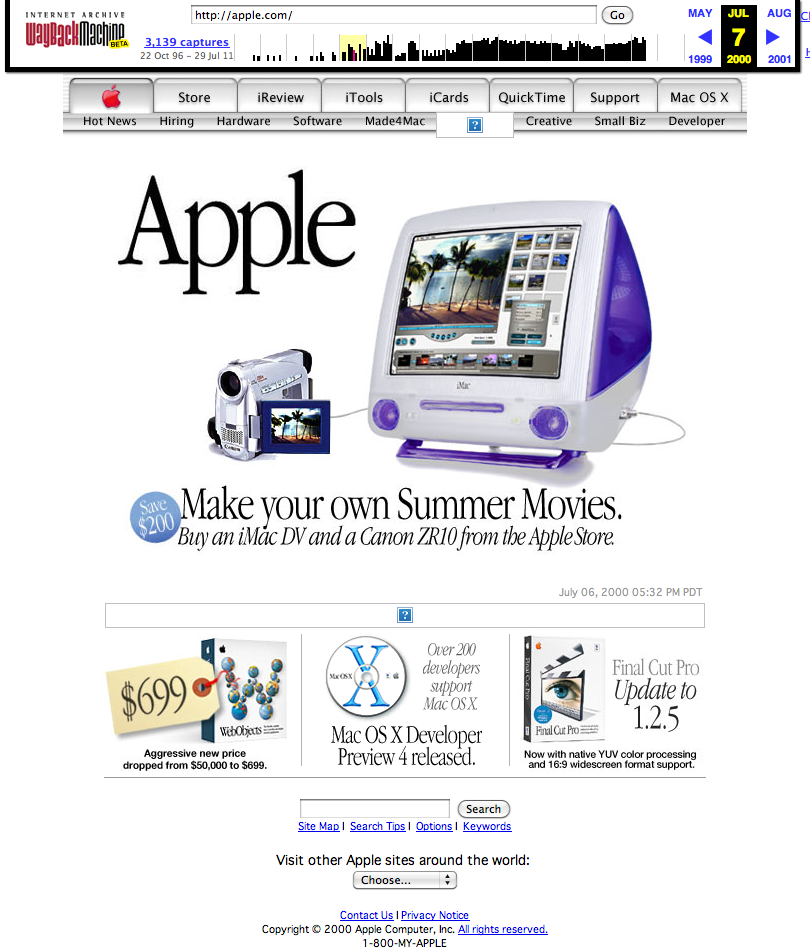 INTERNET ARCHIVE
WayBackMachine
BETA
http://apple.com/
Go
3,139 captures
22 Oct 96 – 29 Jul 11
MAY JUL AUG
7
1999 2000 2001
Store iReview iTools iCards QuickTime Support Mac OS X
Hot News Hiring Hardware Software Made4Mac Creative Small Biz Developer
Apple
iMac
Canon
Save
$200
Make your own Summer Movies.
Buy an iMac DV and a Canon ZR10 from the Apple Store.
July 06, 2000 05:32 PM PDT
$699
WebObjects
Aggressive new price
dropped from $50,000 to $699.
Mac OS X
X
Over 200
developers
support
Mac OS X.
Mac OS X Developer
Preview 4 released.
Final Cut Pro
Final Cut Pro
Final Cut Pro
Update to
1.2.5
Now with native YUV color processing
and 16:9 widescreen format support.
Search
Site Map | Search Tips | Options | Keywords
Visit other Apple sites around the world:
Choose...
Contact Us | Privacy Notice
Copyright © 2000 Apple Computer, Inc. All rights reserved.
1-800-MY-APPLE